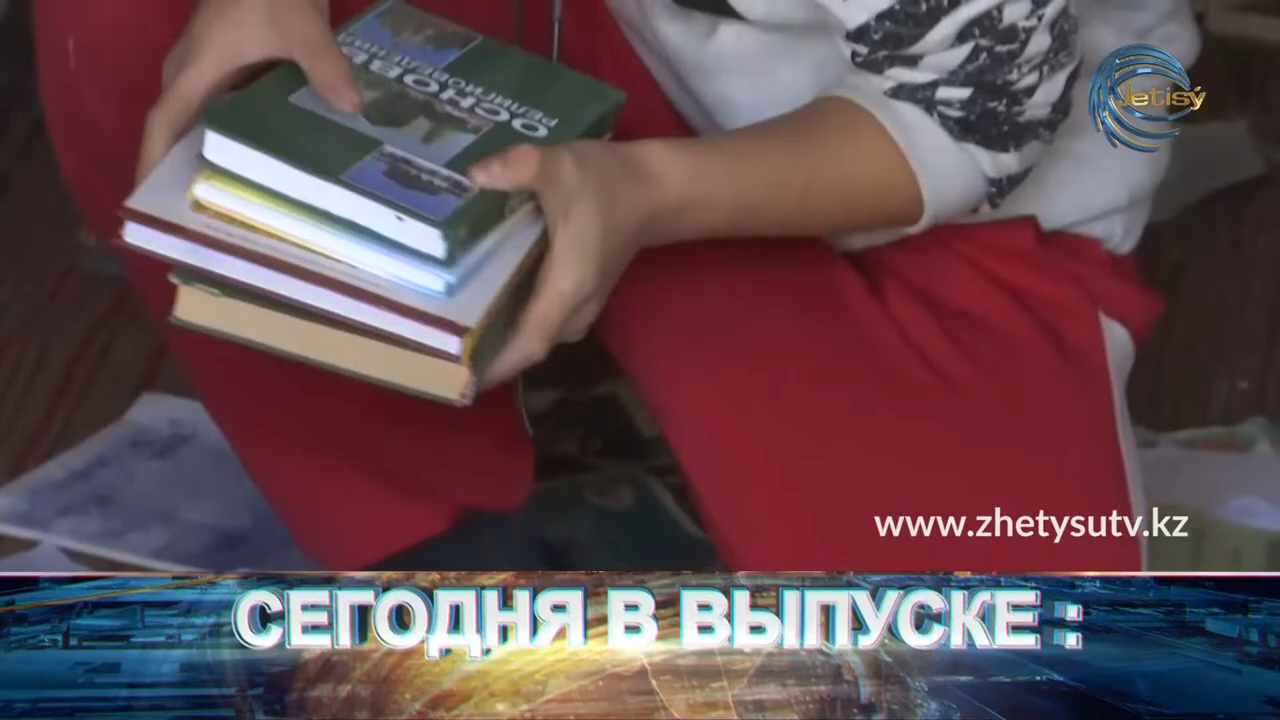 ОСНОВЫ
РЕЛИГИОВЕДЕНИЯ
Jetisý
www.zhetysutv.kz
СЕГОДНЯ В ВЫПУСКЕ :